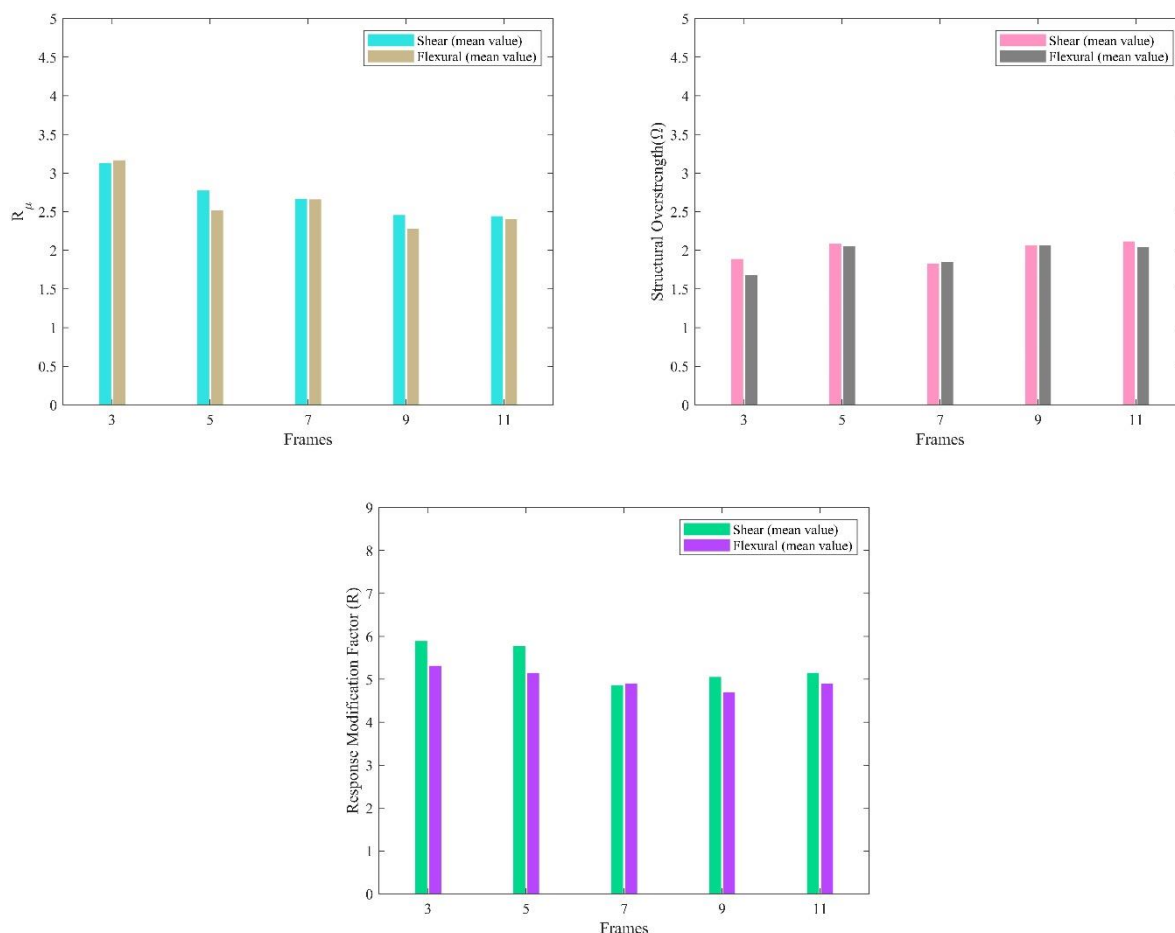 5
4.5
4
3.5
3
2.5
2
1.5
1
0.5
0
R_μ
Shear (mean value)
Flexural (mean value)
3 5 7 9 11
Frames
5
4.5
4
3.5
3
2.5
2
1.5
1
0.5
0
Structural Overstrength(Ω)
Shear (mean value)
Flexural (mean value)
3 5 7 9 11
Frames
9
8
7
6
5
4
3
2
1
0
Response Modification Factor (R)
Shear (mean value)
Flexural (mean value)
3 5 7 9 11
Frames